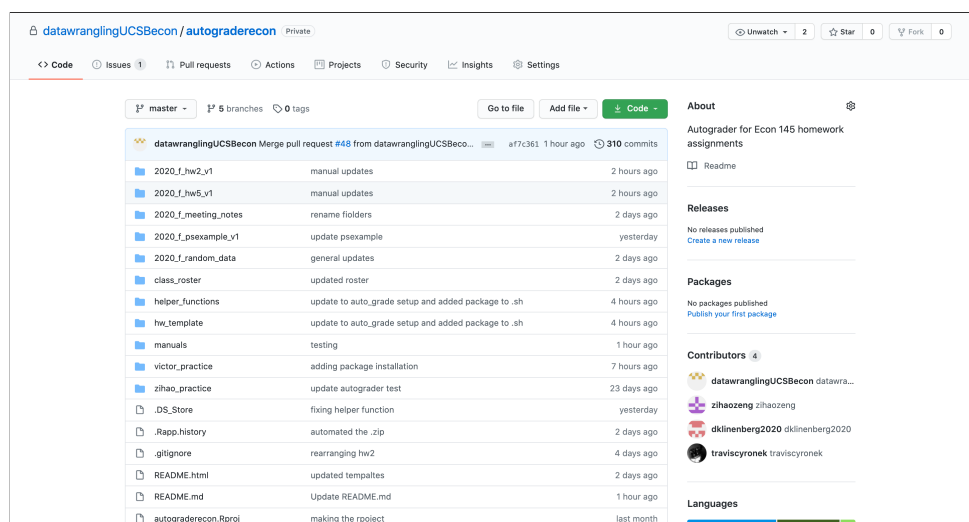 datawranglingUCSBecon / autograderecon Private
Unwatch 2 Star 0 Fork 0
Code Issues 1 Pull requests Actions Projects Security Insights Settings
master 5 branches 0 tags Go to file Add file Code
datawranglingUCSBecon Merge pull request #48 from datawranglingUCSBeco... af7c361 1 hour ago 310 commits
2020_f_hw2_v1 manual updates 2 hours ago
2020_f_hw5_v1 manual updates 2 hours ago
2020_f_meeting_notes rename fiolders 2 days ago
2020_f_psexample_v1 update psexample yesterday
2020_f_random_data general updates 2 days ago
class_roster updated roster 2 days ago
helper_functions update to auto_grade setup and added package to .sh 4 hours ago
hw_template update to auto_grade setup and added package to .sh 4 hours ago
manuals testing 1 hour ago
victor_practice adding package installation 7 hours ago
zihao_practice update autograder test 23 days ago
.DS_Store fixing helper function yesterday
.Rapp.history automated the .zip 2 days ago
.gitignore rearranging hw2 4 days ago
README.html updated tempaltes 2 days ago
README.md Update README.md 1 hour ago
autograderecon.Rproj making the rpoject last month
About
Autograder for Econ 145 homework
assignments
Readme
Releases
No releases published
Create a new release
Packages
No packages published
Publish your first package
Contributors 4
datawranglingUCSBecon datawra...
zihaozeng zihaozeng
dklinenberg2020 dklinenberg2020
traviscyronek traviscyronek
Languages